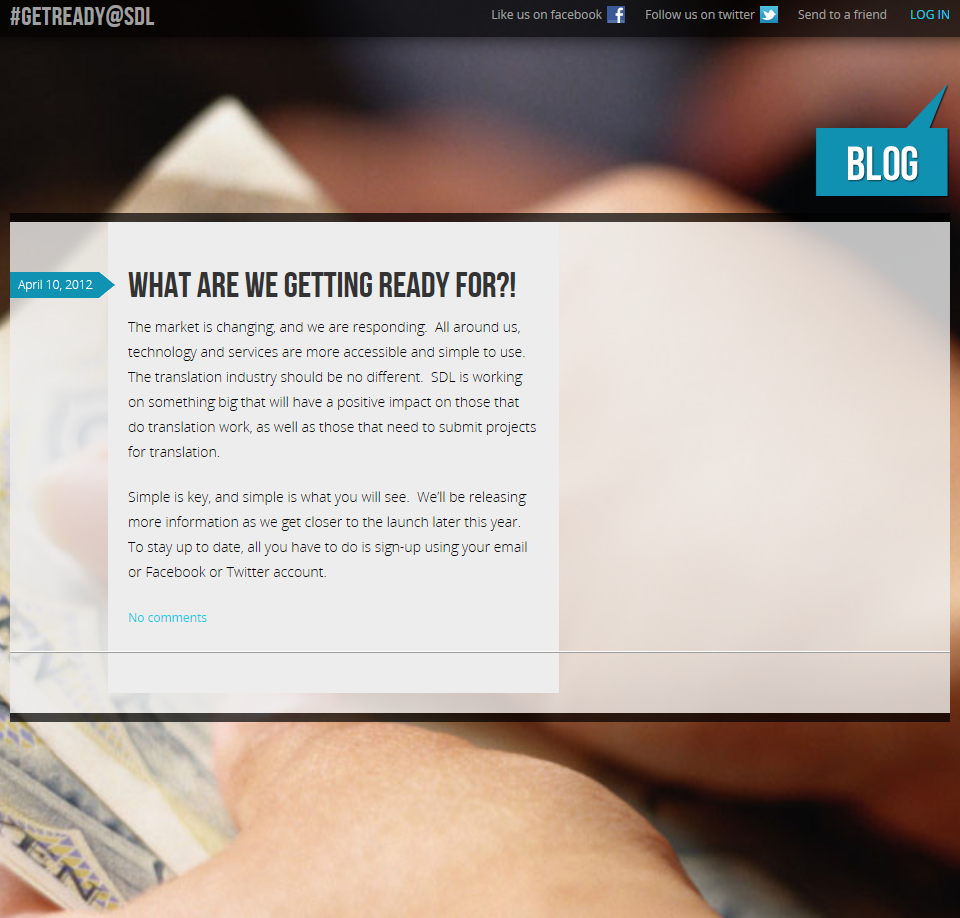 #GETREADY@SDL
Like us on facebook
Follow us on twitter
Send to a friend
LOG IN
BLOG
April 10, 2012
WHAT ARE WE GETTING READY FOR?!
The market is changing, and we are responding.  All around us,
technology and services are more accessible and simple to use.
The translation industry should be no different.  SDL is working
on something big that will have a positive impact on those that
do translation work, as well as those that need to submit projects
for translation.
Simple is key, and simple is what you will see.  We'll be releasing
more information as we get closer to the launch later this year.
To stay up to date, all you have to do is sign-up using your email
or Facebook or Twitter account.
No comments